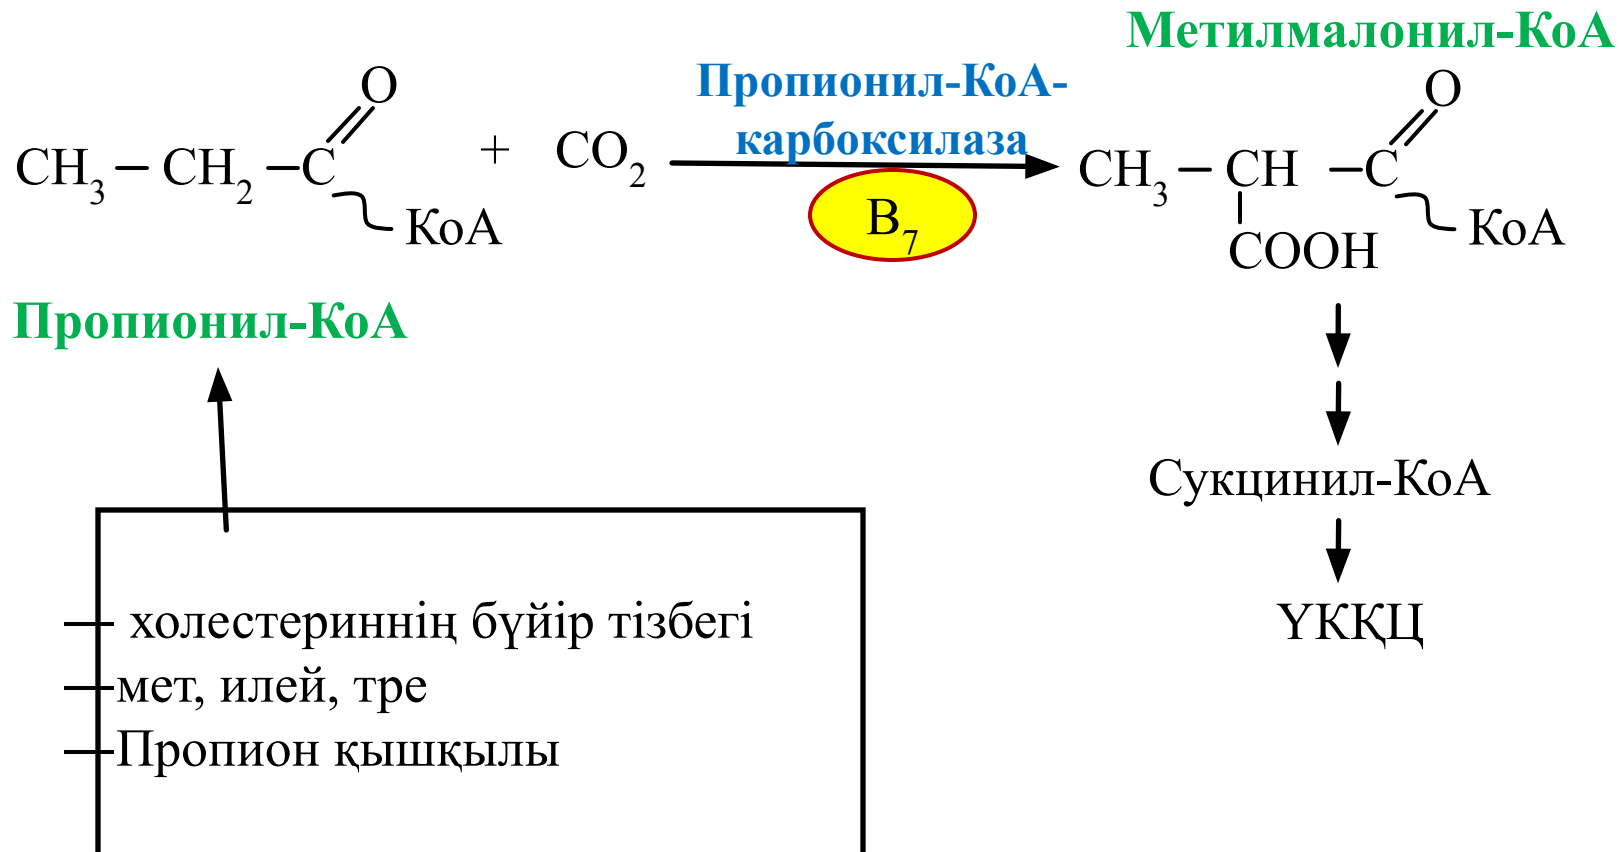 Метилмалонил-КоА
Пропионил-КоА-
карбоксилаза
CH3 – CH2 – C
O
КоА
+ CO2
B7
CH3 – CH – C
O
КоА
COOH
Пропионил-КоА
Сукцинил-КоА
ҮКҚЦ
– холестериннің бүйір тізбегі
– мет, илей, тре
– Пропион қышқылы